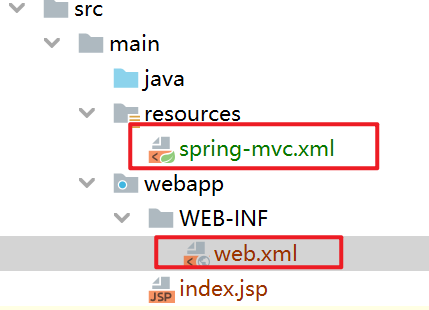 src
main
java
resources
spring-mvc.xml
webapp
WEB-INF
web.xml
index.jsp